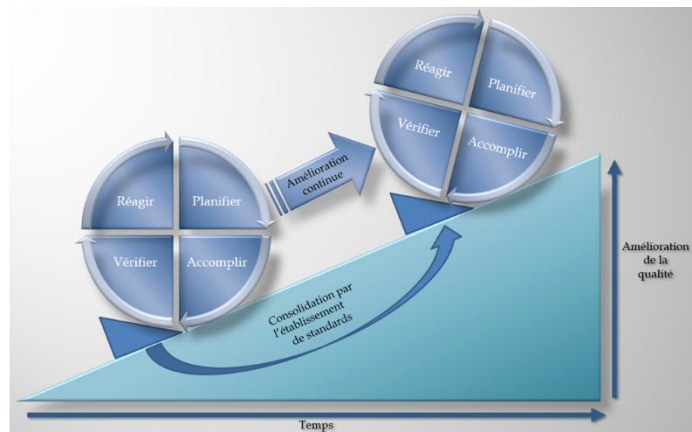 Réagir
Planifier
Vérifier
Accomplir
Amélioration
continue
Réagir
Planifier
Vérifier
Accomplir
Consolidation par
l'établissement
de standards
Amélioration
de la
qualité
Temps